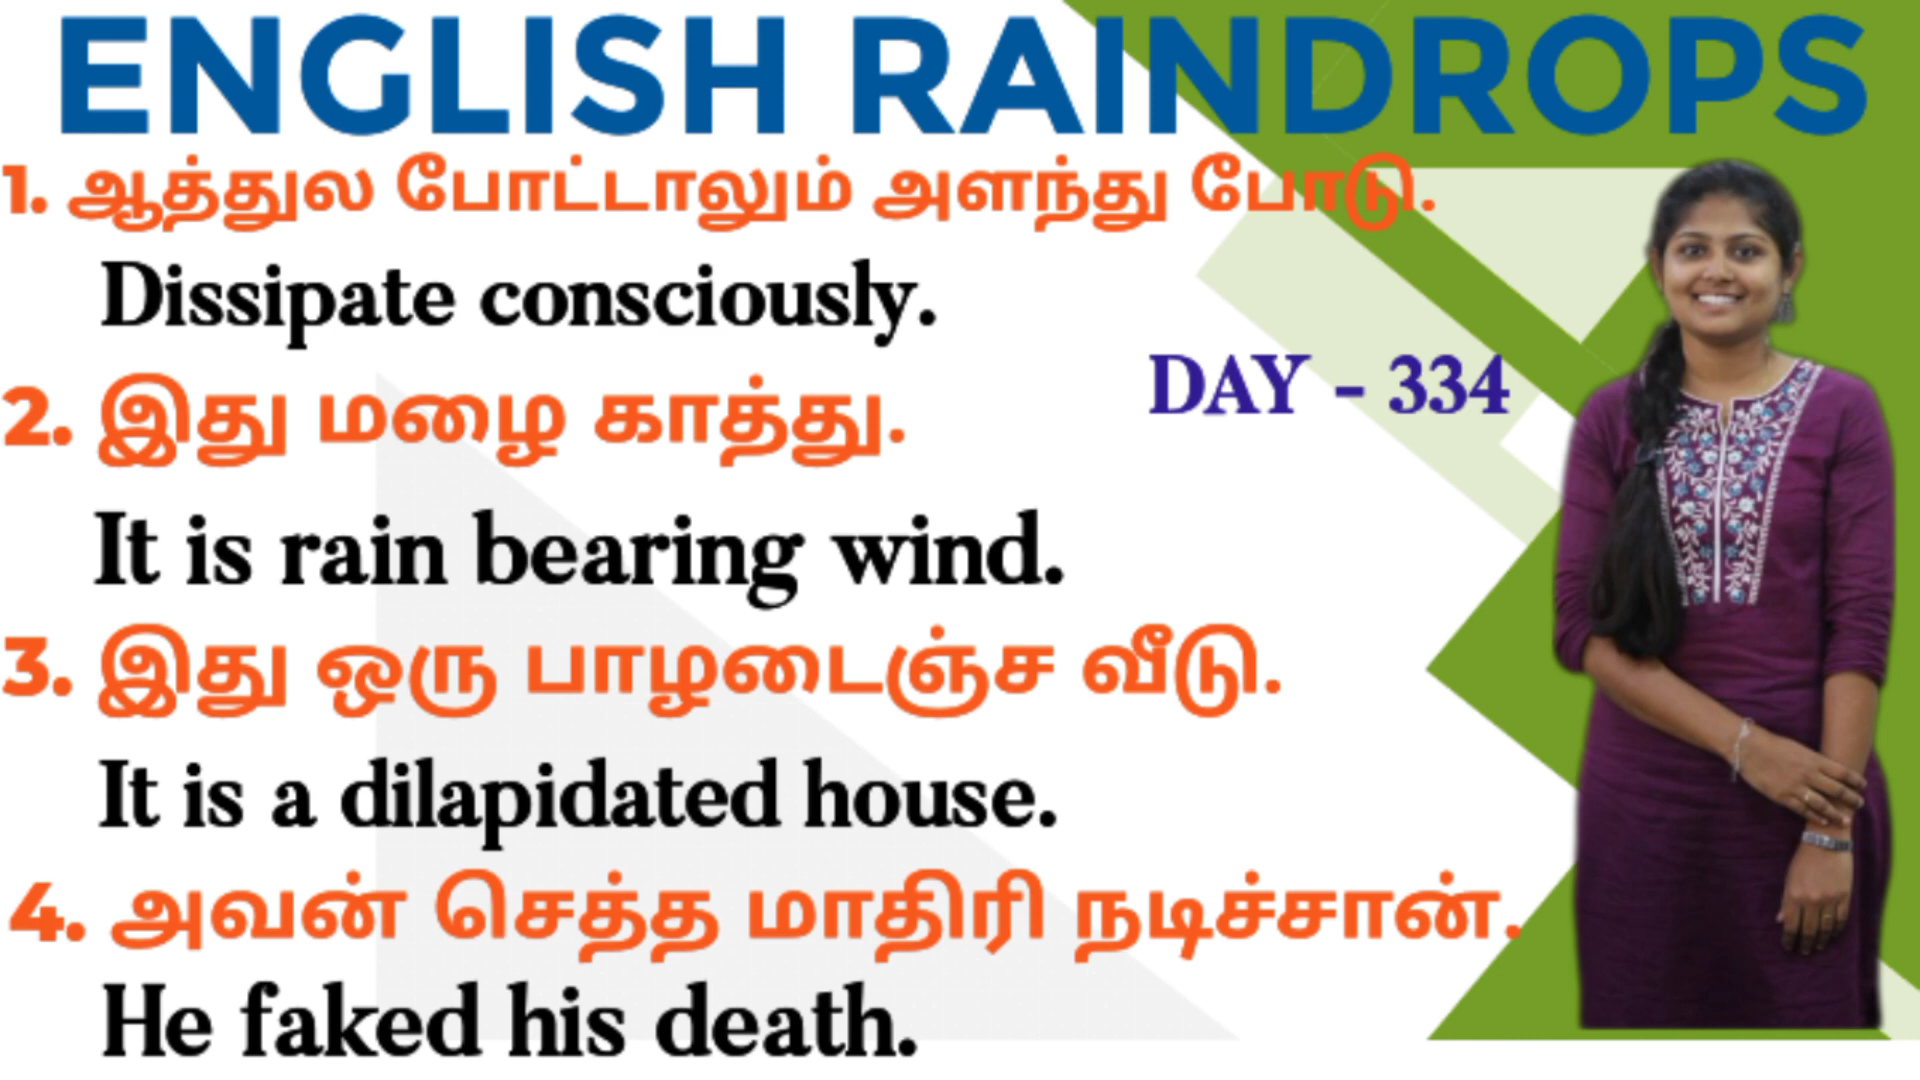 ENGLISH RAINDROPS
1. ஆத்துல போட்டாலும் அளந்து போடு.
Dissipate consciously.
DAY - 334
2. இது மழை காத்து.
It is rain bearing wind.
3. இது ஒரு பாழடைஞ்ச வீடு.
It is a dilapidated house.
4. அவன் செத்த மாதிரி நடிச்சான்.
He faked his death.